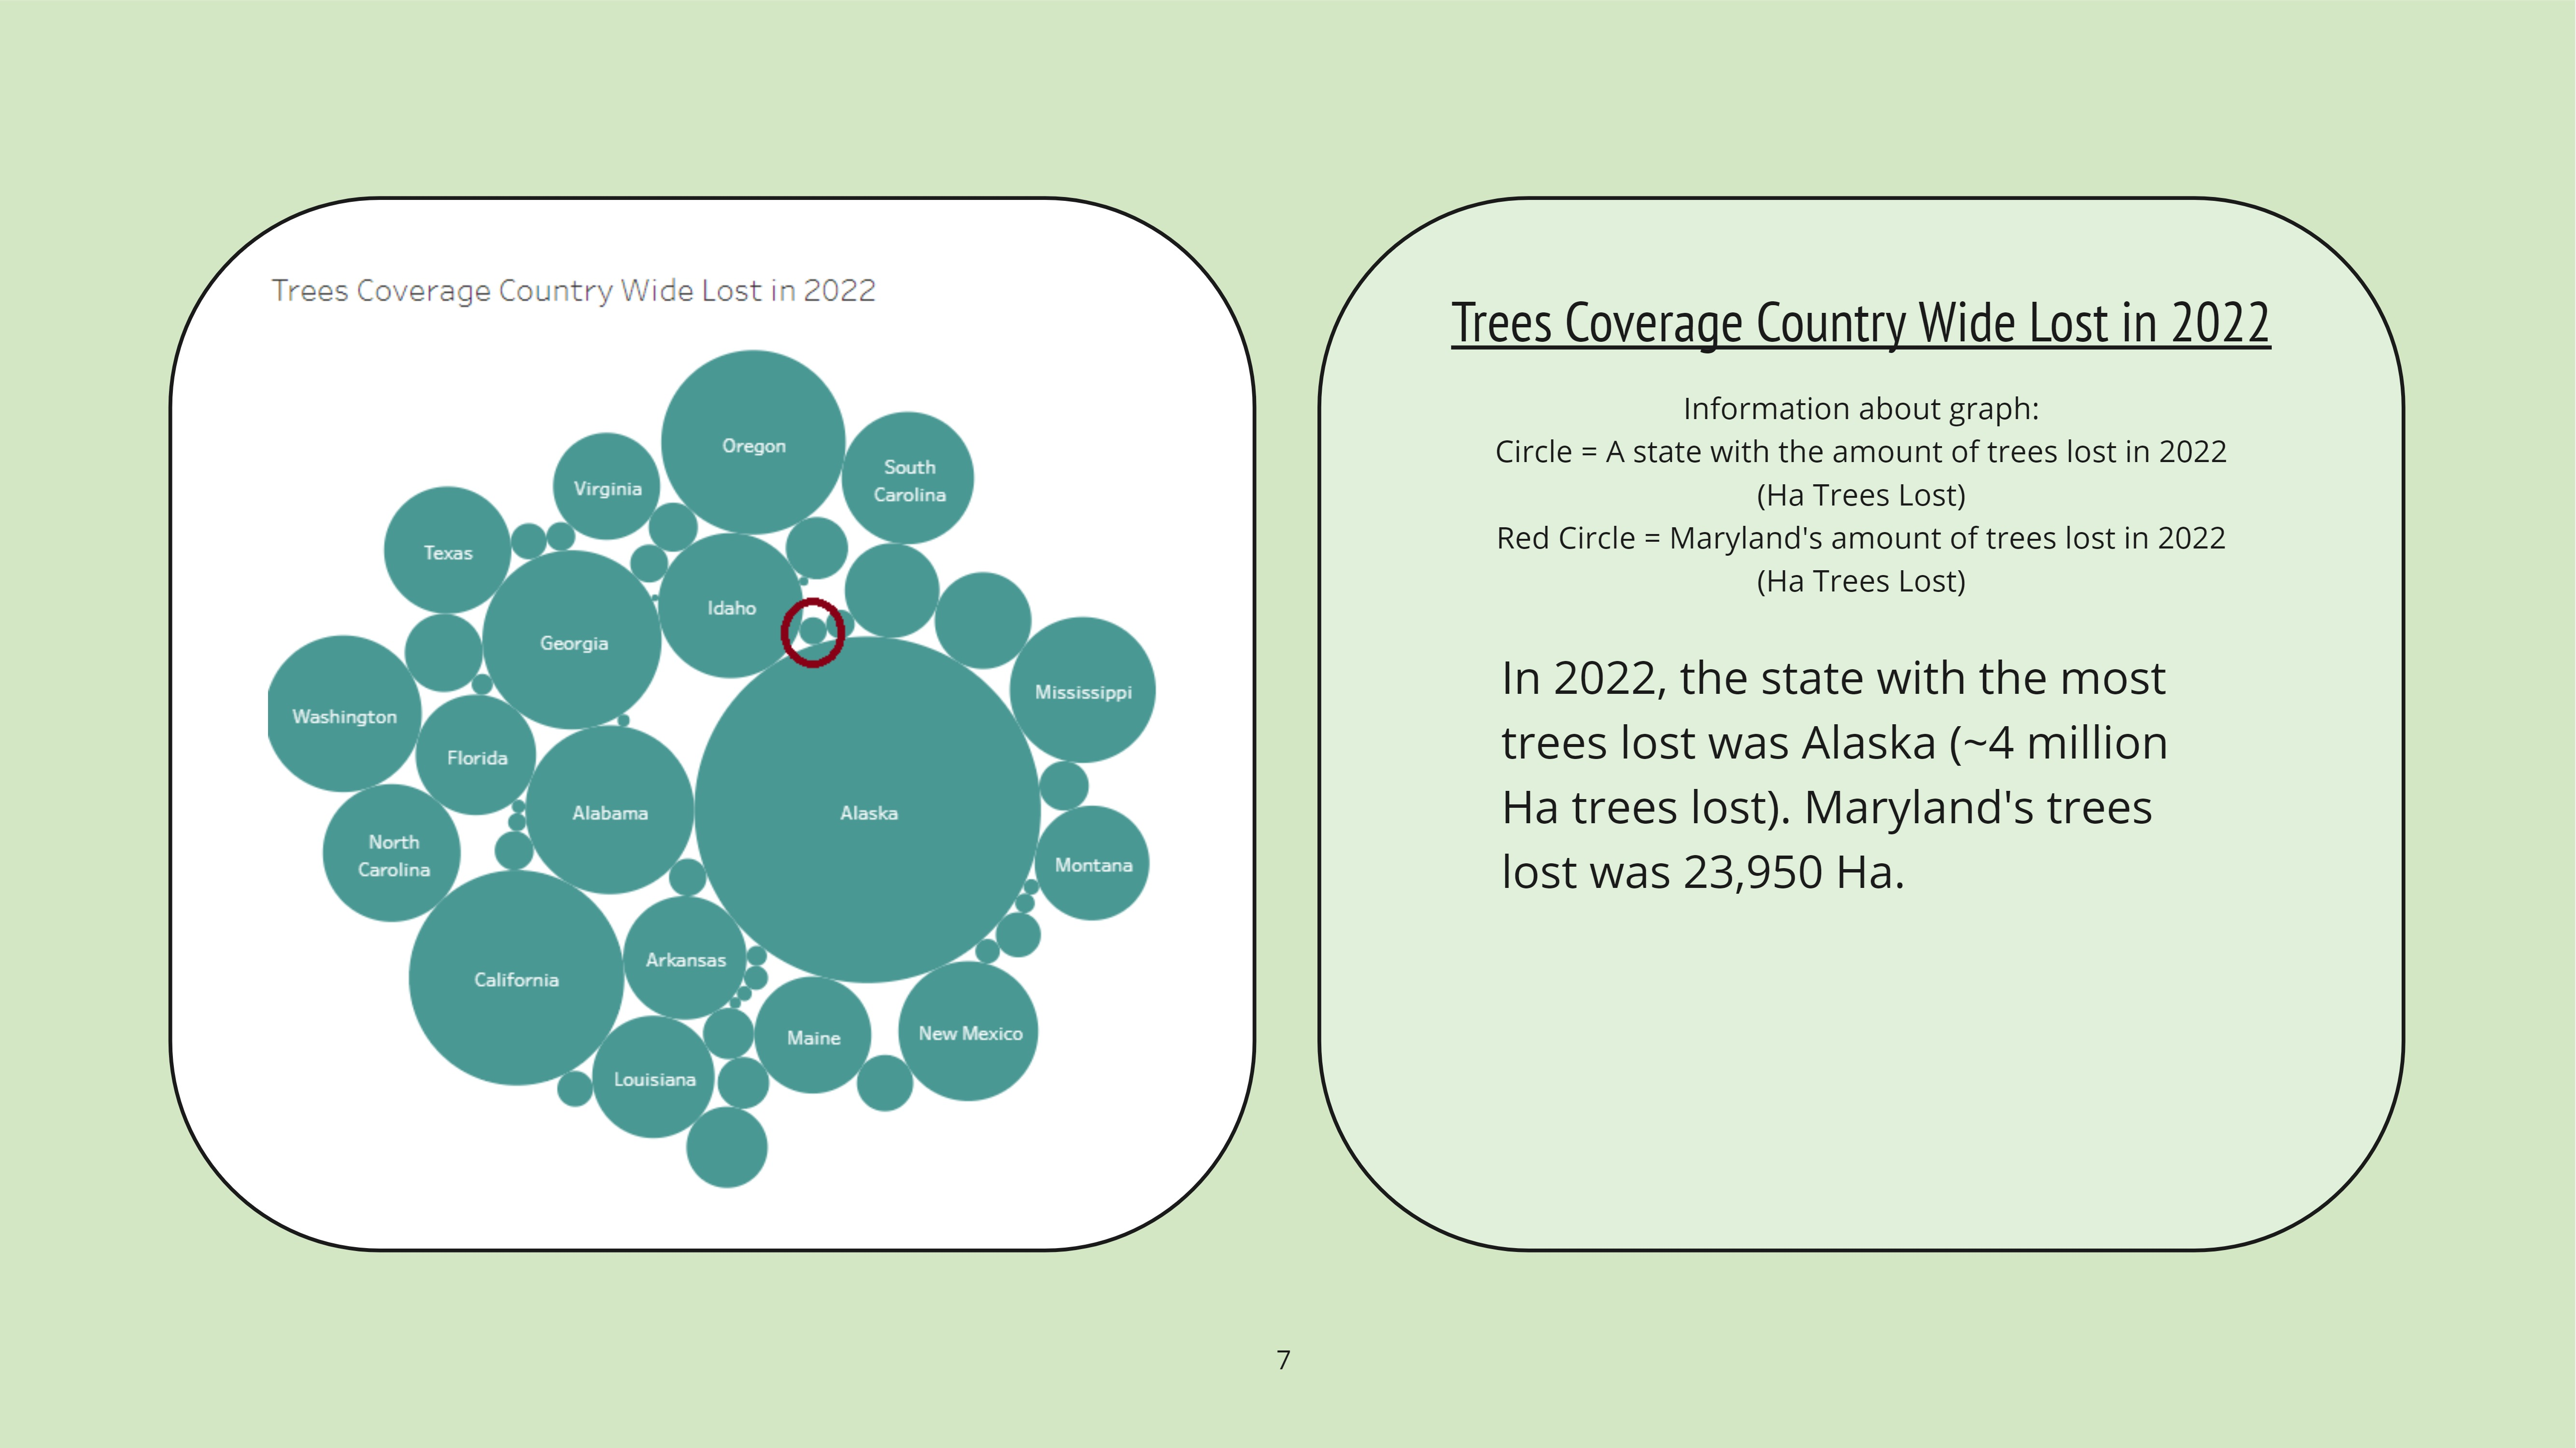 Trees Coverage Country Wide Lost in 2022
Oregon
South
Carolina
Virginia
Texas
Idaho
Georgia
Mississippi
Washington
Florida
Alabama
Alaska
North
Carolina
Montana
Arkansas
California
New Mexico
Maine
Louisiana
Trees Coverage Country Wide Lost in 2022
Information about graph:
Circle = A state with the amount of trees lost in 2022
(Ha Trees Lost)
Red Circle = Maryland's amount of trees lost in 2022
(Ha Trees Lost)
In 2022, the state with the most
trees lost was Alaska (~4 million
Ha trees lost). Maryland's trees
lost was 23,950 Ha.
7